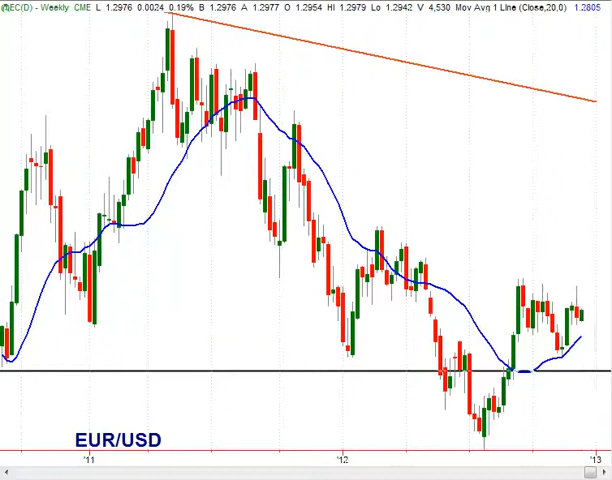 @EC(D) - Weekly CME L 1.2976 0.0024 0.19% B 1.2976 A 1.2977 O 1.2954 Hi 1.2979 Lo 1.2942 V 4,530 Mov Avg 1 Line (Close,20,0) 1.2805
EUR/USD
'11 '12 '13